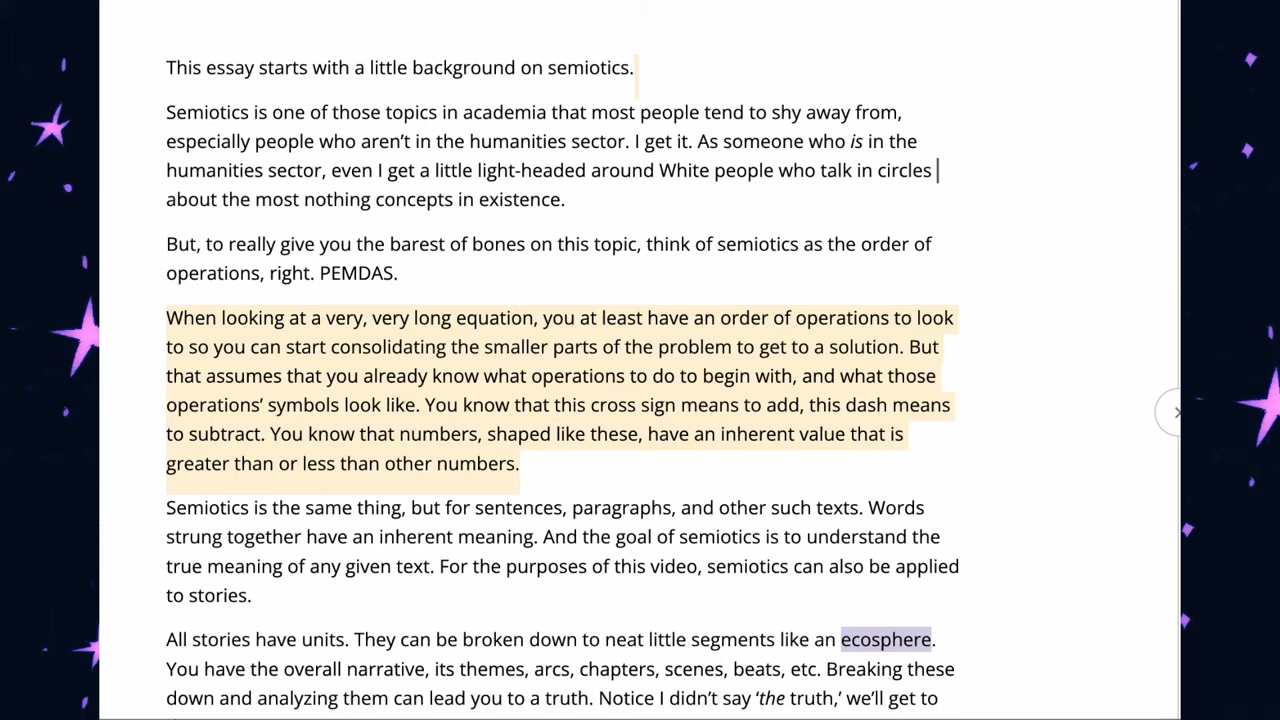 This essay starts with a little background on semiotics.
Semiotics is one of those topics in academia that most people tend to shy away from,
especially people who aren’t in the humanities sector. I get it. As someone who is in the
humanities sector, even I get a little light-headed around White people who talk in circles
about the most nothing concepts in existence.
But, to really give you the barest of bones on this topic, think of semiotics as the order of
operations, right. PEMDAS.
When looking at a very, very long equation, you at least have an order of operations to look
to so you can start consolidating the smaller parts of the problem to get to a solution. But
that assumes that you already know what operations to do to begin with, and what those
operations’ symbols look like. You know that this cross sign means to add, this dash means
to subtract. You know that numbers, shaped like these, have an inherent value that is
greater than or less than other numbers.
Semiotics is the same thing, but for sentences, paragraphs, and other such texts. Words
strung together have an inherent meaning. And the goal of semiotics is to understand the
true meaning of any given text. For the purposes of this video, semiotics can also be applied
to stories.
All stories have units. They can be broken down to neat little segments like an ecosphere.
You have the overall narrative, its themes, arcs, chapters, scenes, beats, etc. Breaking these
down and analyzing them can lead you to a truth. Notice I didn’t say ‘the truth,’ we’ll get to